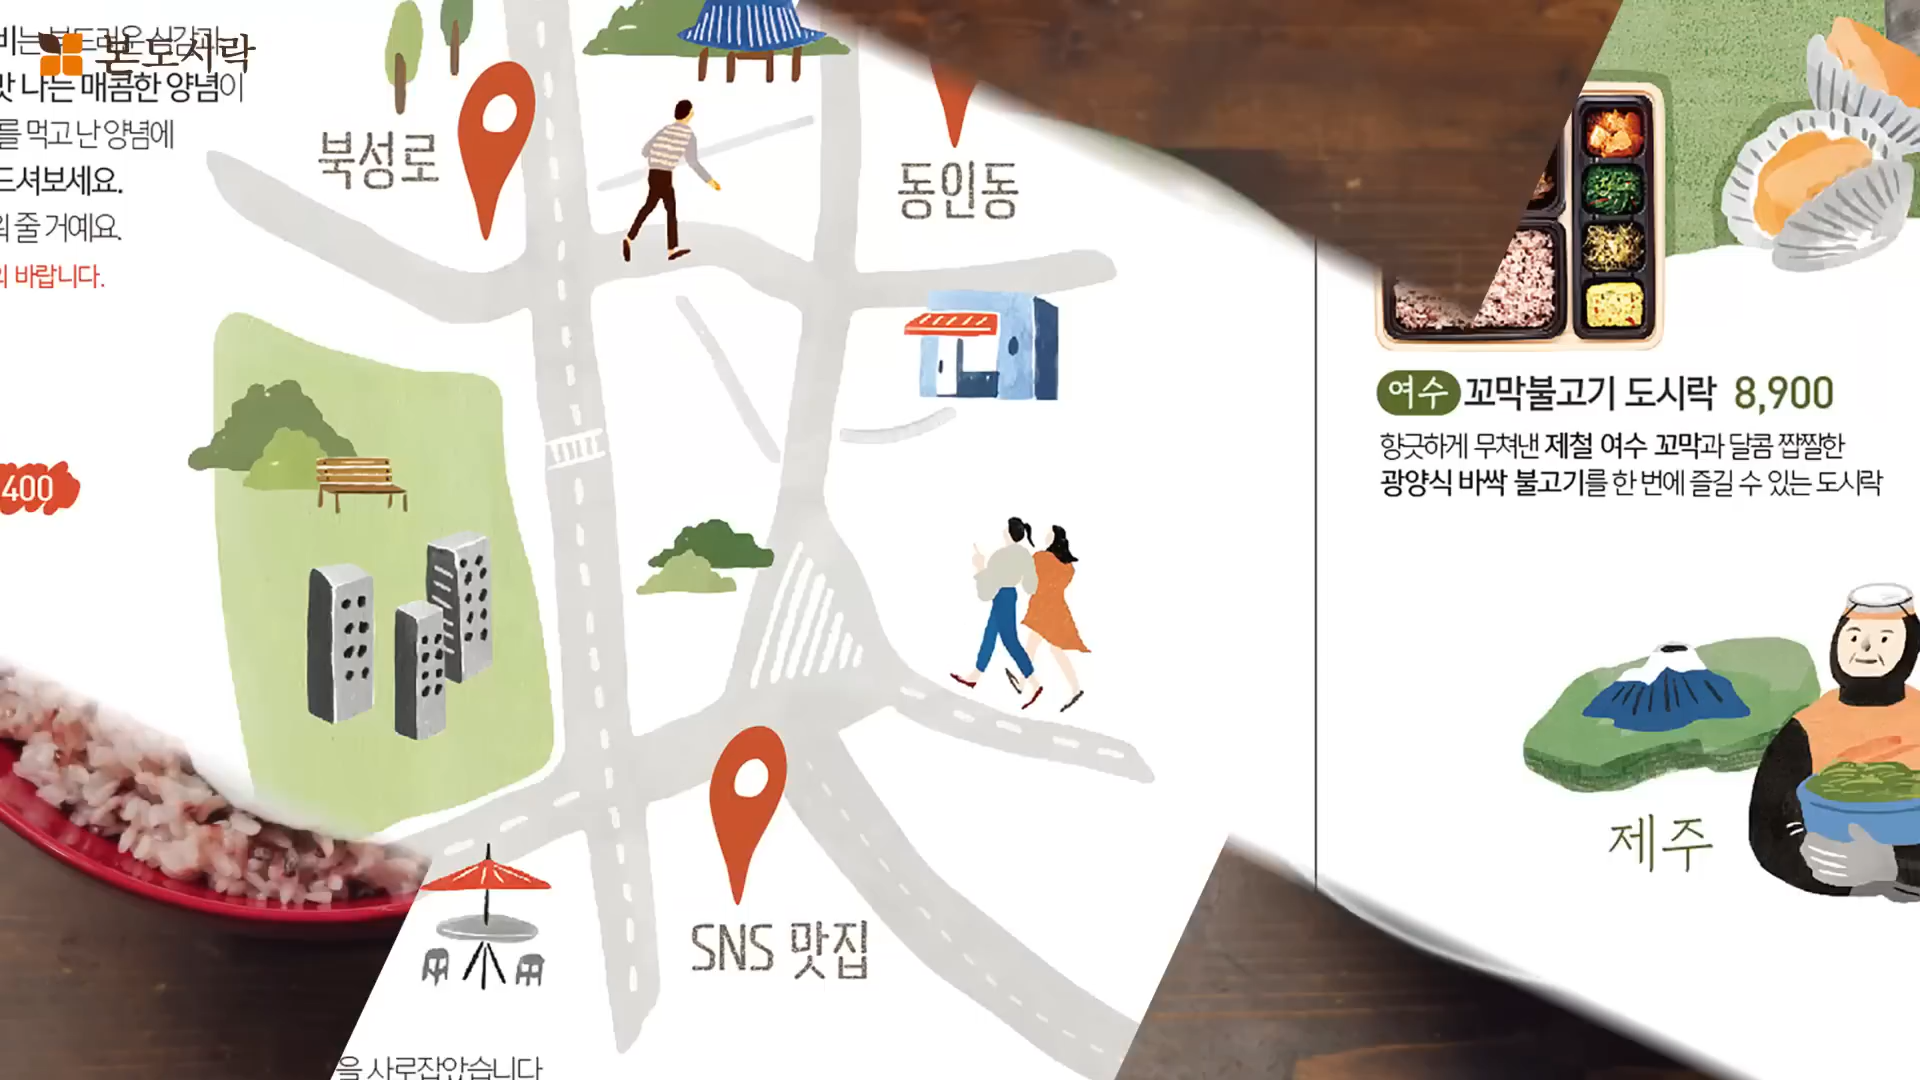 본도시락
맛 나는 매콤한 양념이
를 먹고 난 양념에
드셔보세요.
줄 거예요.
바랍니다.
400
북성로
동인동
SNS 맛집
을 사로잡았습니다
여수 꼬막불고기 도시락 8,900
향긋하게 무쳐낸 제철 여수 꼬막과 달콤 짭짤한
광양식 바싹 불고기를 한 번에 즐길 수 있는 도시락
제주